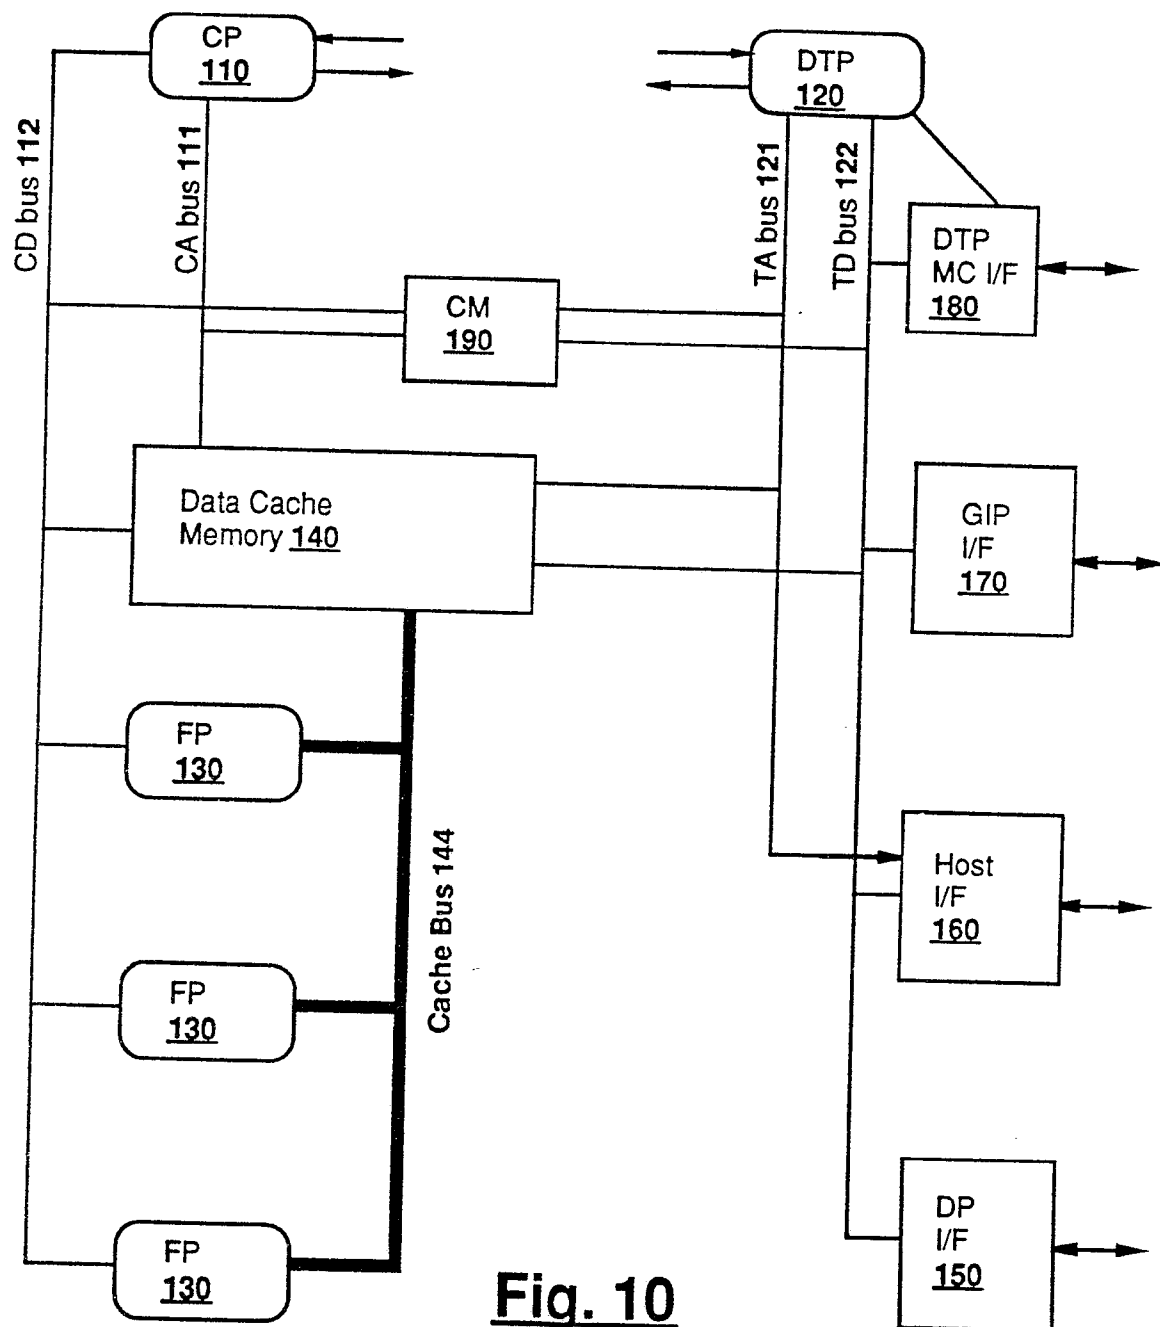 CP
110
DTP
120
CD bus 112
CA bus 111
TA bus 121
TD bus 122
DTP
MC I/F
180
CM
190
Data Cache
Memory 140
GIP
I/F
170
FP
130
Cache Bus 144
Host
I/F
160
FP
130
DP
I/F
150
FP
130
Fig. 10